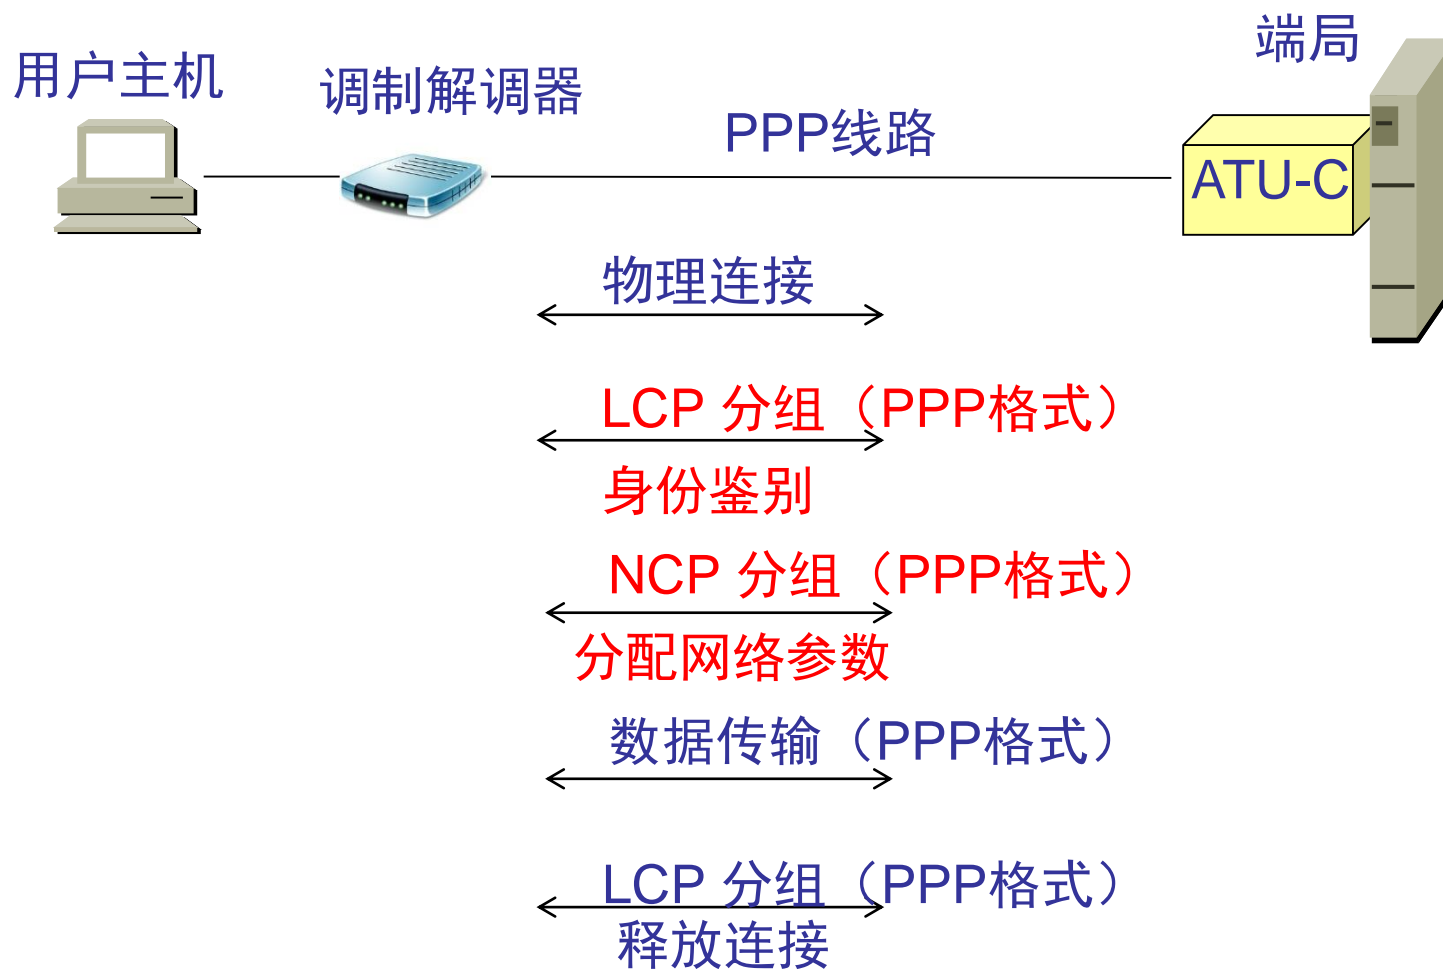 端局
用户主机
调制解调器
PPP线路
ATU-C
物理连接
LCP 分组（PPP格式）
身份鉴别
NCP 分组（PPP格式）
分配网络参数
数据传输（PPP格式）
LCP 分组（PPP格式）
释放连接